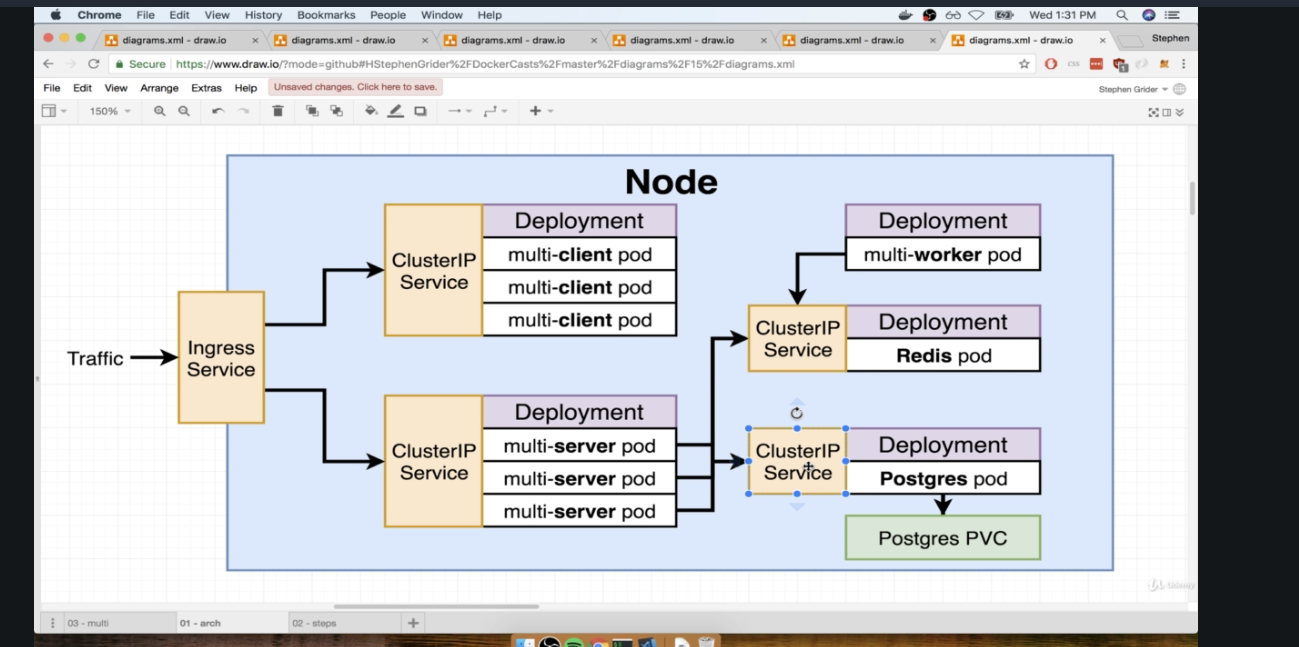 Chrome File Edit View History Bookmarks People Window Help Wed 1:31 PM
diagrams.xml - draw.io × diagrams.xml - draw.io × diagrams.xml - draw.io × diagrams.xml - draw.io × diagrams.xml - draw.io × diagrams.xml - draw.io × Stephen
Secure https://www.draw.io/?mode=github#HStephenGrider%2FDockerCasts%2Fmaster%2Fdiagrams%2F15%2Fdiagrams.xml
File Edit View Arrange Extras Help Unsaved changes. Click here to save. Stephen Grider
150%
Node
Traffic
Ingress
Service
ClusterIP
Service
Deployment
multi-client pod
multi-client pod
multi-client pod
ClusterIP
Service
Deployment
multi-server pod
multi-server pod
multi-server pod
Deployment
multi-worker pod
ClusterIP
Service
Deployment
Redis pod
ClusterIP
Service
Deployment
Postgres pod
Postgres PVC
Udemy
03 - multi 01 - arch 02 - steps